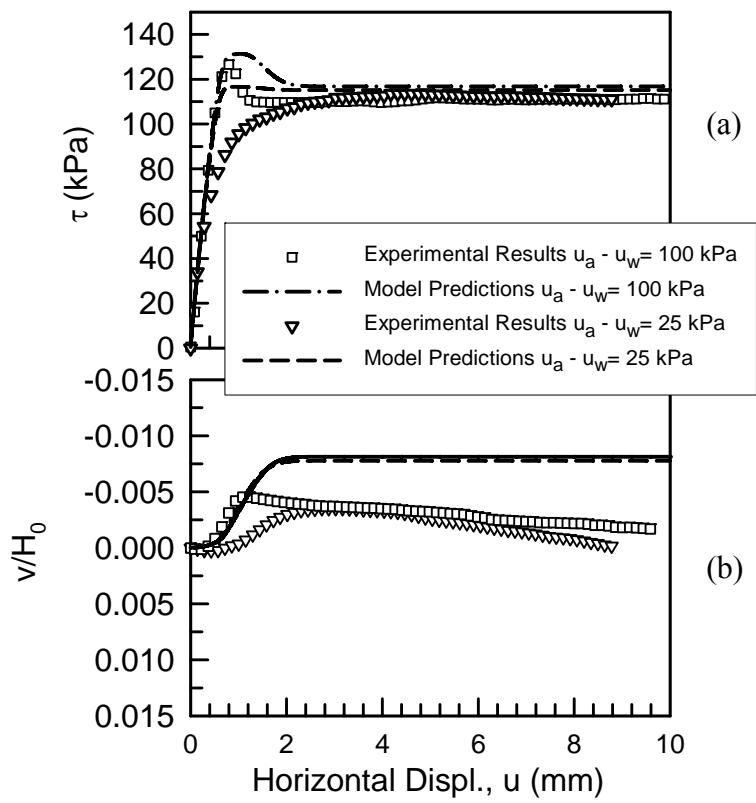 140
120
100
80
60
40
20
0
τ (kPa)
(a)
Experimental Results u_a - u_w= 100 kPa
Model Predictions u_a - u_w= 100 kPa
Experimental Results u_a - u_w= 25 kPa
Model Predictions u_a - u_w= 25 kPa
-0.015
-0.010
-0.005
0.000
0.005
0.010
0.015
v/H_0
(b)
0 2 4 6 8 10
Horizontal Displ., u (mm)